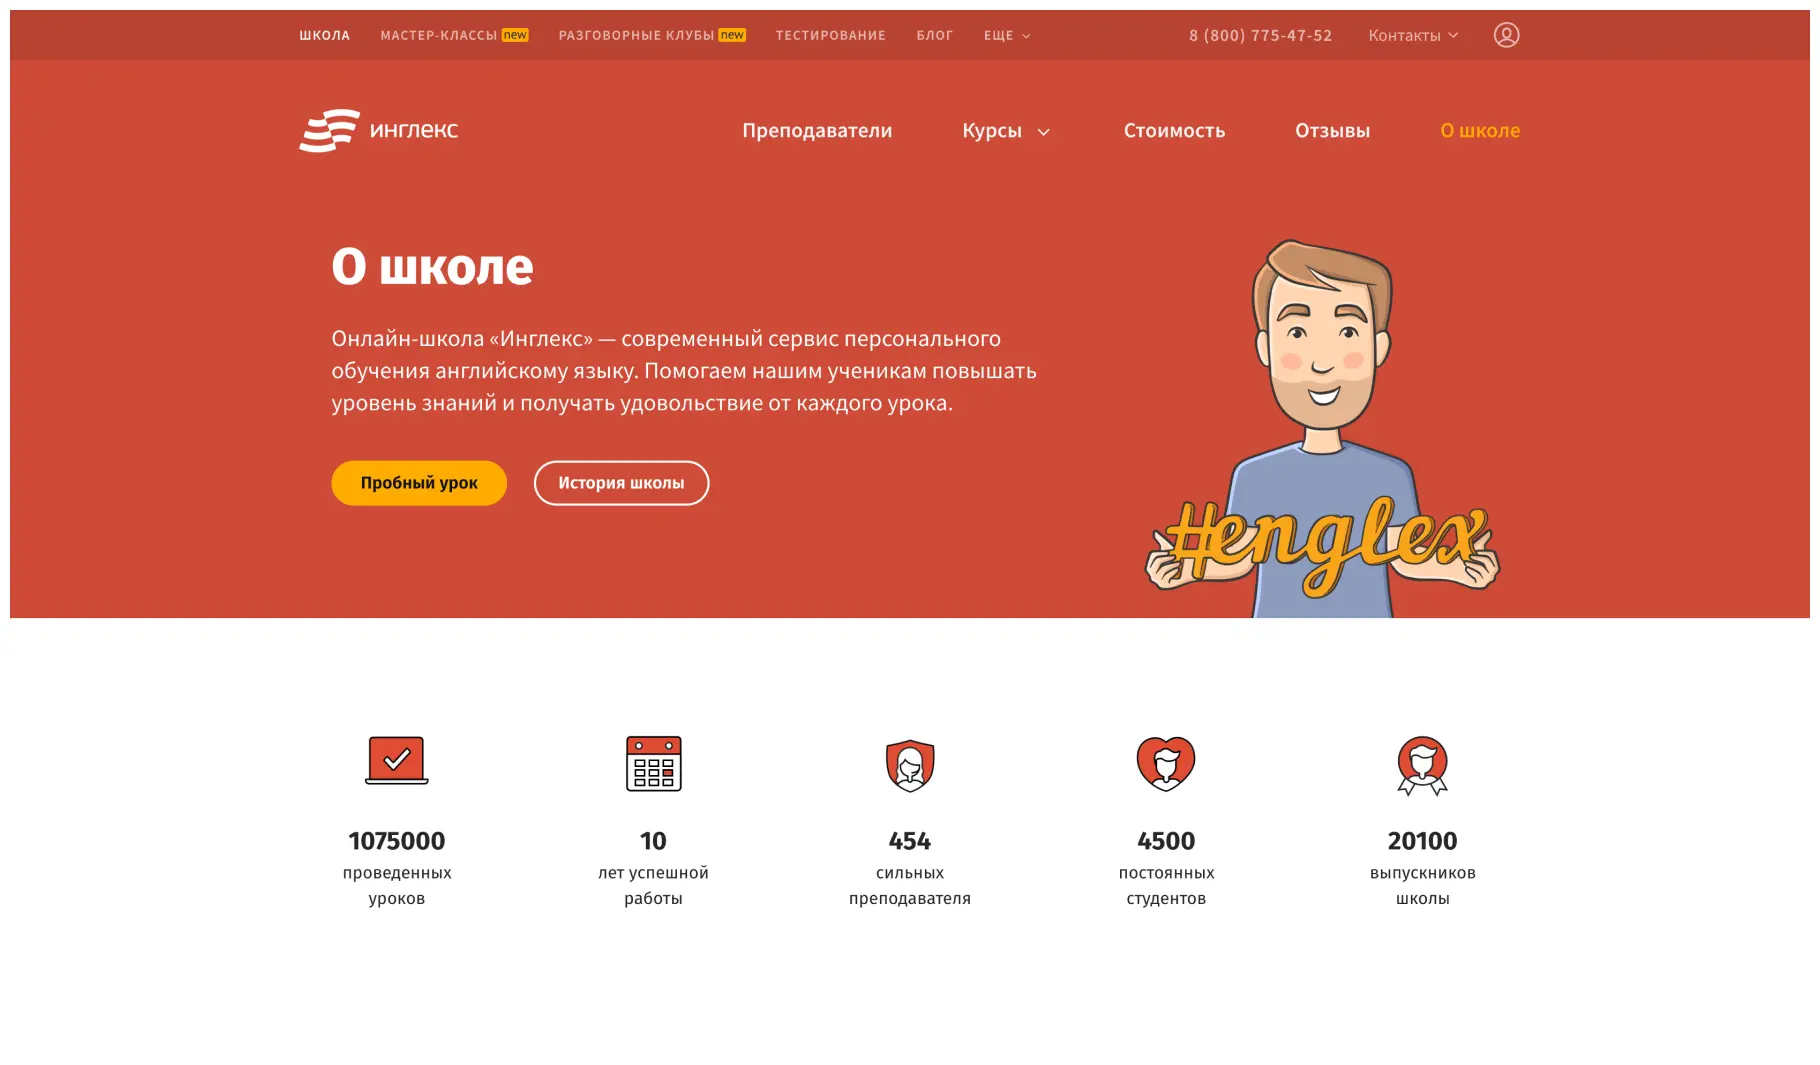 ШКОЛА МАСТЕР-КЛАССЫ new РАЗГОВОРНЫЕ КЛУБЫ new ТЕСТИРОВАНИЕ БЛОГ ЕЩЕ 8 (800) 775-47-52 Контакты
инглекс Преподаватели Курсы Стоимость Отзывы О школе
О школе
Онлайн-школа «Инглекс» — современный сервис персонального
обучения английскому языку. Помогаем нашим ученикам повышать
уровень знаний и получать удовольствие от каждого урока.
Пробный урок История школы
#englex
1075000 10 454 4500 20100
проведенных лет успешной сильных постоянных выпускников
уроков работы преподавателя студентов школы